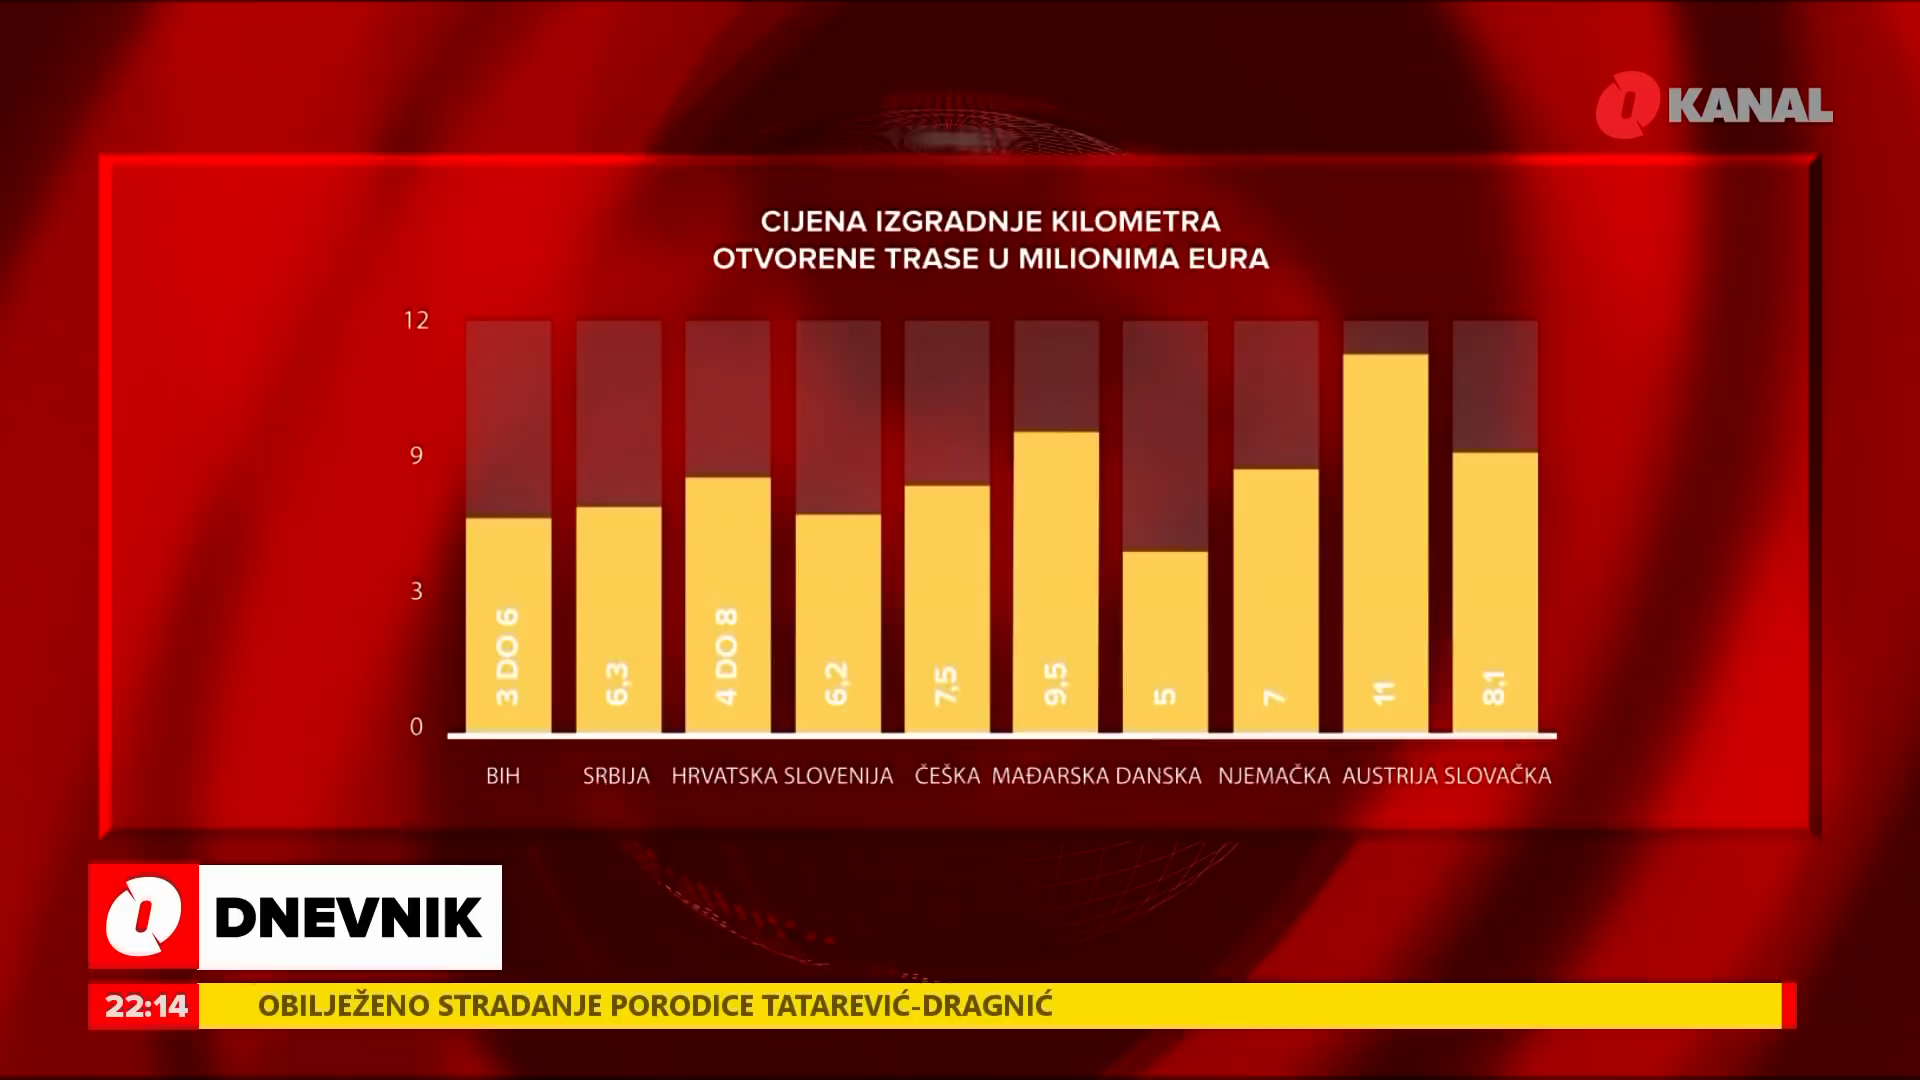 KANAL
CIJENA IZGRADNJE KILOMETRA
OTVORENE TRASE U MILIONIMA EURA
12
9
3
0
3 DO 6
6,3
4 DO 8
6,2
7,5
9,5
5
7
11
8,1
BIH SRBIJA HRVATSKA SLOVENIJA ČEŠKA MAĐARSKA DANSKA NJEMAČKA AUSTRIJA SLOVAČKA
DNEVNIK
22:14 OBILJEŽENO STRADANJE PORODICE TATAREVIĆ-DRAGNIĆ